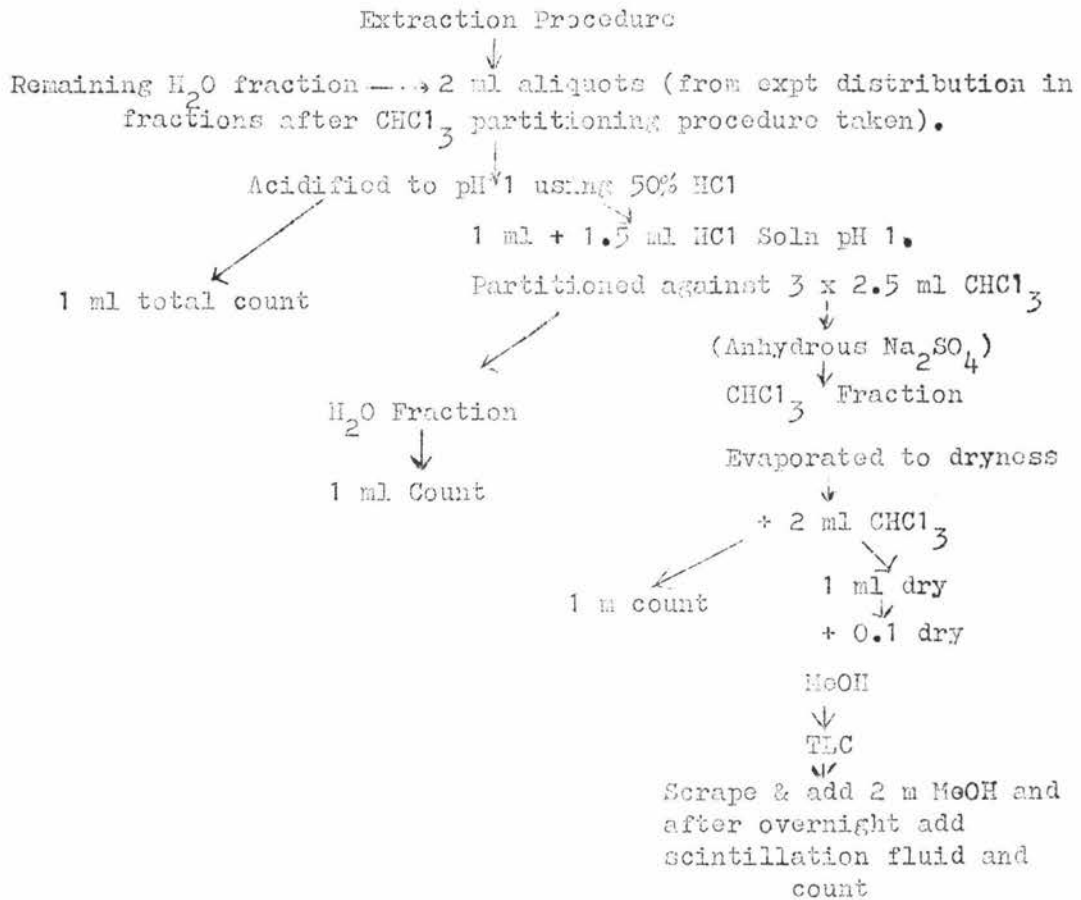 Extraction Procedure
Remaining H2O fraction → 2 ml aliquots (from expt distribution in
fractions after CHCl3 partitioning procedure taken).
Acidified to pH 1 using 50% HCl
1 ml + 1.5 ml HCl Soln pH 1.
1 ml total count
Partitioned against 3 x 2.5 ml CHCl3
(Anhydrous Na2SO4)
CHCl3 Fraction
H2O Fraction
Evaporated to dryness
1 ml Count
+ 2 ml CHCl3
1 ml dry
1 m count
+ 0.1 dry
MeOH
TLC
Scrape & add 2 m MeOH and
after overnight add
scintillation fluid and
count